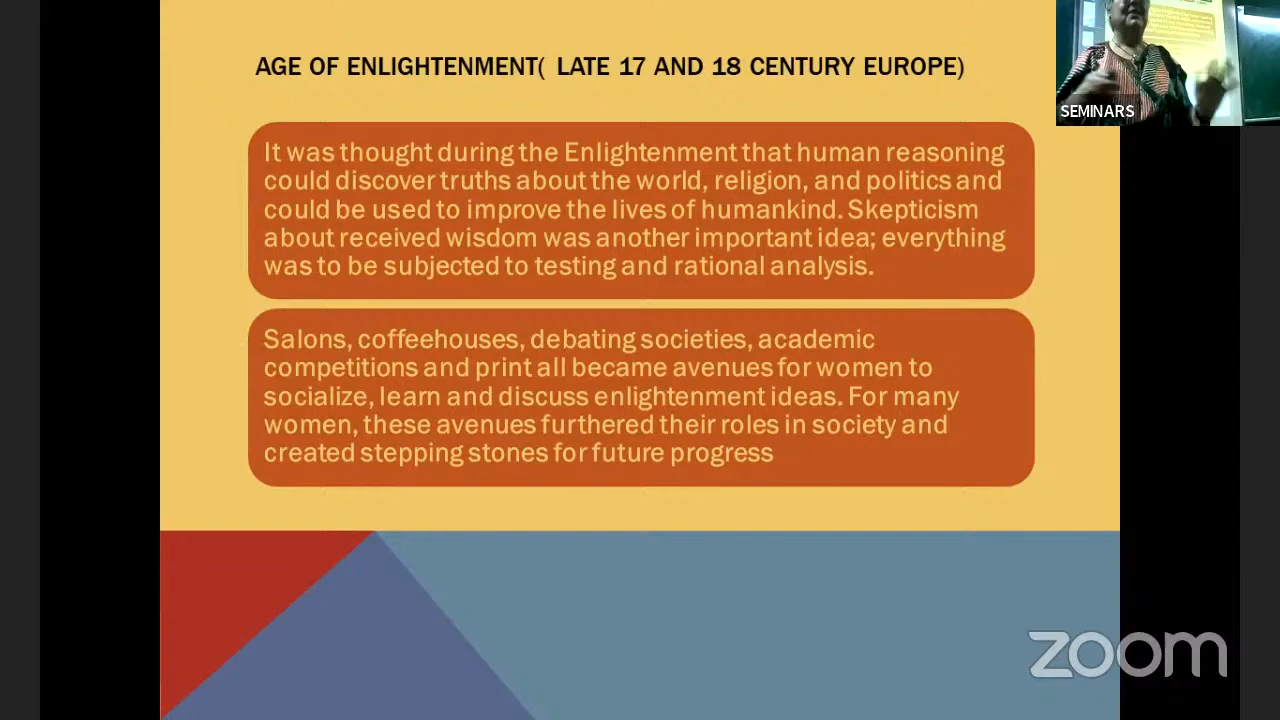 AGE OF ENLIGHTENMENT( LATE 17 AND 18 CENTURY EUROPE)
SEMINARS
It was thought during the Enlightenment that human reasoning
could discover truths about the world, religion, and politics and
could be used to improve the lives of humankind. Skepticism
about received wisdom was another important idea; everything
was to be subjected to testing and rational analysis.
Salons, coffeehouses, debating societies, academic
competitions and print all became avenues for women to
socialize, learn and discuss enlightenment ideas. For many
women, these avenues furthered their roles in society and
created stepping stones for future progress
zoom